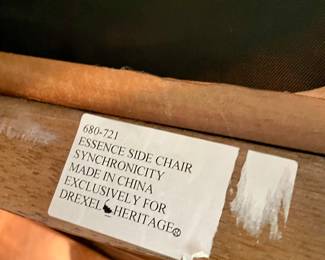 680-721
ESSENCE SIDE CHAIR
SYNCHRONICITY
MADE IN CHINA
EXCLUSIVELY FOR
DREXEL HERITAGE®